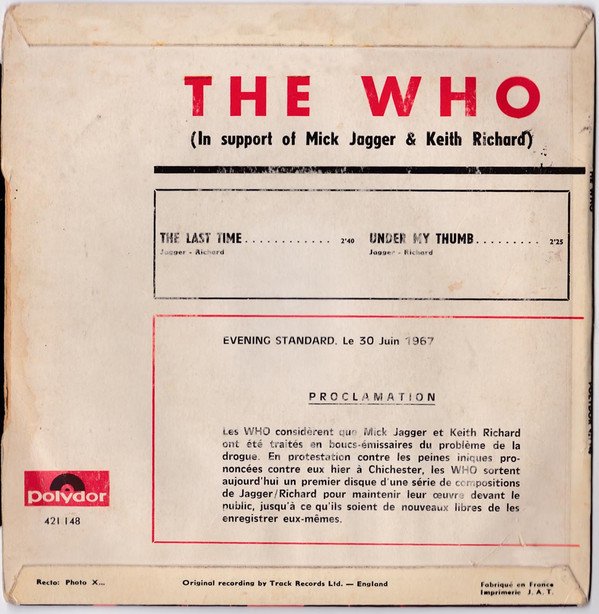 THE WHO
(In support of Mick Jagger & Keith Richard)
THE LAST TIME............ 2'40 UNDER MY THUMB......... 2'25
Jagger - Richard Jagger - Richard
EVENING STANDARD. Le 30 Juin 1967
PROCLAMATION
Les WHO considèrent que Mick Jagger et Keith Richard
ont été traités en boucs-émissaires du problème de la
drogue. En protestation contre les peines iniques pro-
noncées contre eux hier à Chichester, les WHO sortent
aujourd'hui un premier disque d'une série de compositions
de Jagger/Richard pour maintenir leur œuvre devant le
public, jusqu'à ce qu'ils soient de nouveaux libres de les
enregistrer eux-mêmes.
polydor
421 148
Recto: Photo X...
Original recording by Track Records Ltd. — England
Fabriqué en France
Imprimerie J. A. T.